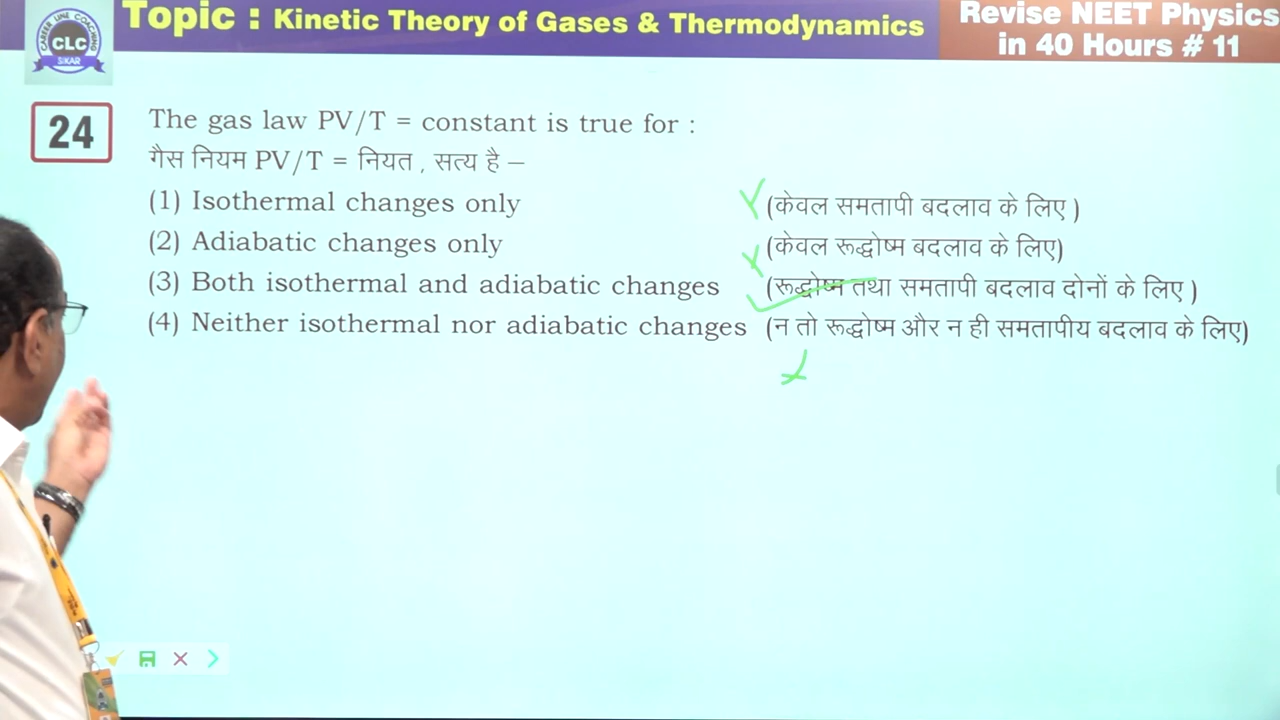 Topic : Kinetic Theory of Gases & Thermodynamics
Revise NEET Physics
in 40 Hours # 11
CAREER LINE COACHING
CLC
SIKAR
24
The gas law PV/T = constant is true for :
गैस नियम PV/T = नियत , सत्य है –
(1) Isothermal changes only (केवल समतापी बदलाव के लिए )
(2) Adiabatic changes only (केवल रूद्धोष्म बदलाव के लिए)
(3) Both isothermal and adiabatic changes (रूद्धोष्म तथा समतापी बदलाव दोनों के लिए )
(4) Neither isothermal nor adiabatic changes (न तो रूद्धोष्म और न ही समतापीय बदलाव के लिए)